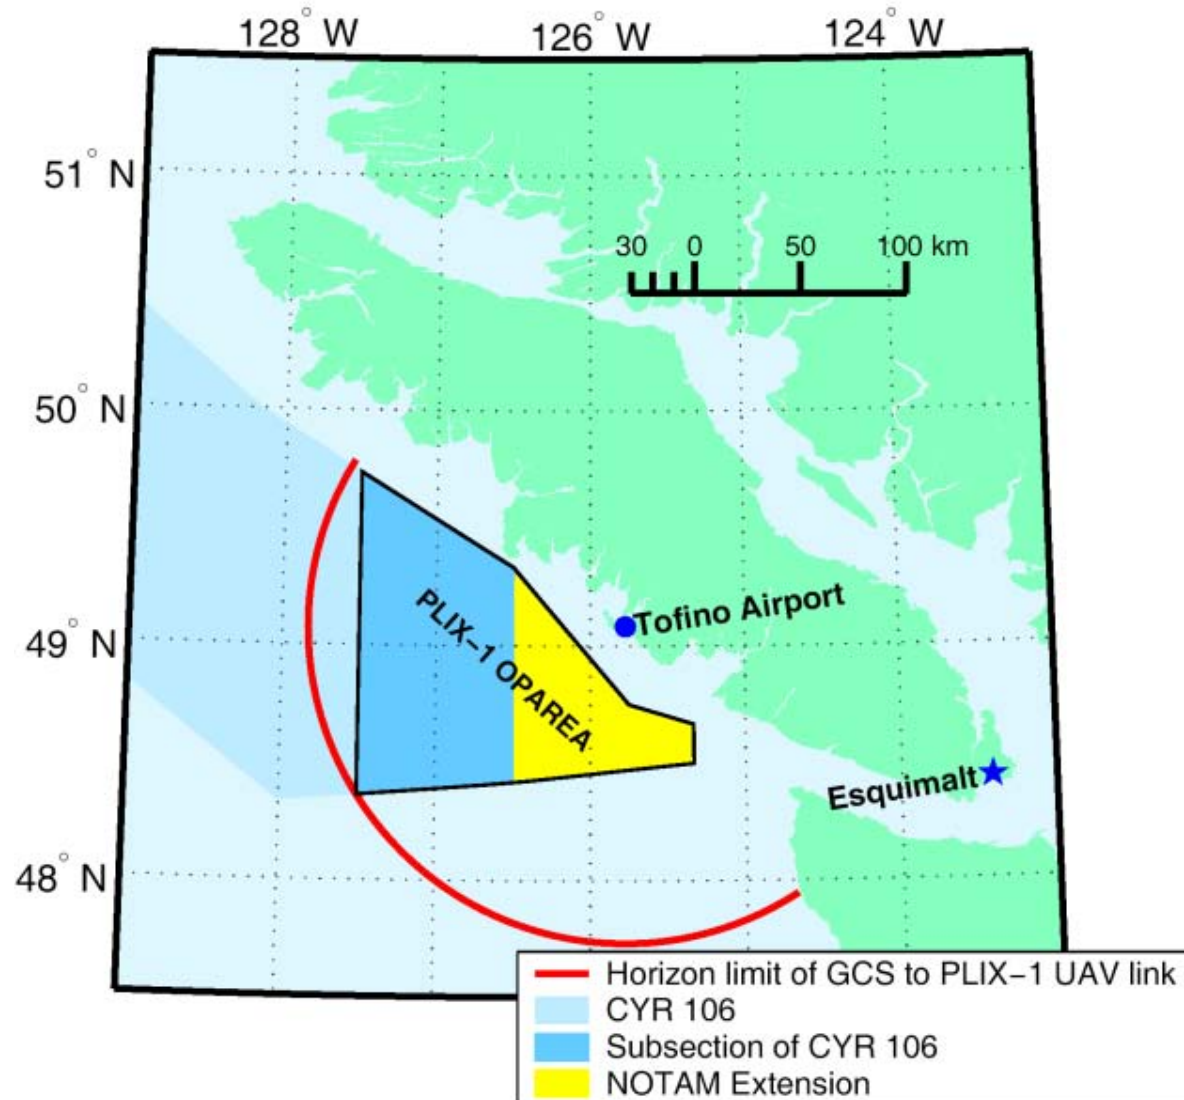 128° W 126° W 124° W
51° N
30 0 50 100 km
50° N
PLIX−1 OPAREA
Tofino Airport
49° N
Esquimalt
48° N
Horizon limit of GCS to PLIX−1 UAV link
CYR 106
Subsection of CYR 106
NOTAM Extension